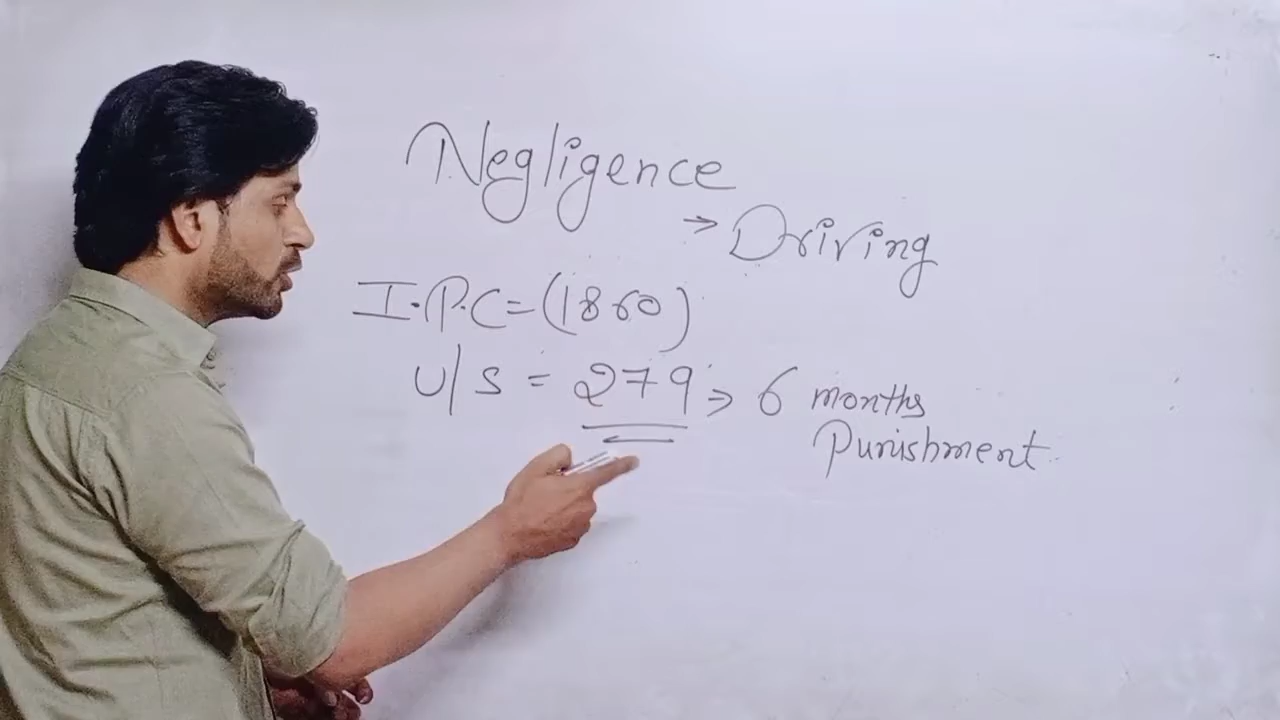 Negligence
→ Driving
I.P.C = (1860)
U/S = 279 => 6 months
Punishment